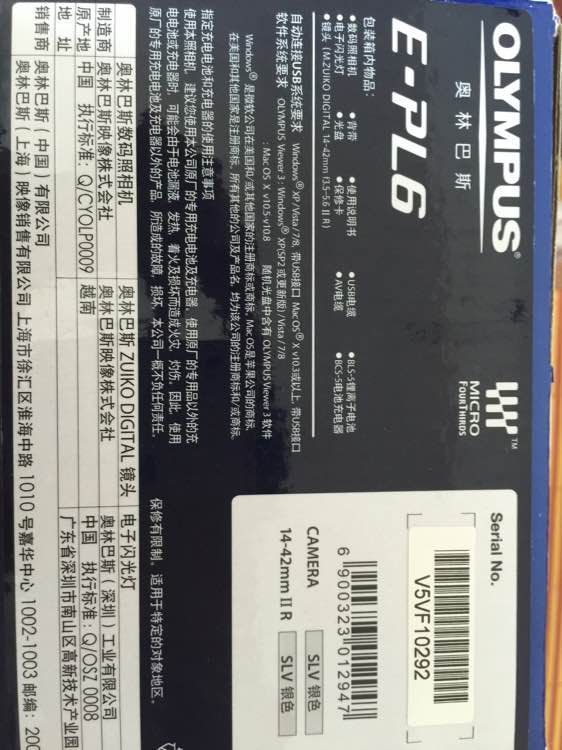 OLYMPUS®
奥林巴斯
E-PL6
MICRO
FOURTHIRDS
TM
包装箱内物品:
●数码照相机 ●背带 ●使用说明书 ●USB电缆 ●BLS-5锂离子电池
●电子闪光灯 ●光盘 ●保修卡 ●AV电缆 ●BCS-5电池充电器
●镜头 (M.ZUIKO DIGITAL 14-42mm f3.5-5.6 II R)
自动连接USB系统要求 Windows® XP/Vista/7/8, 带USB接口 MacOS® X v10.3或以上, 带USB接口
软件系统要求 OLYMPUS Viewer 3: Windows® XP(SP2 或更新版)/Vista/7/8
: Mac OS X v10.5-v10.8 随机光盘中含有 OLYMPUS Viewer 3 软件
Windows® 是微软公司在美国和/或其他国家的注册商标或商标, MacOS是苹果公司的商标,
在美国和其他国家是注册商标, 所有其他的公司及产品名, 均为该公司的注册商标和/或商标.
指定充电电池和充电器的使用注意事项
使用本照相机, 建议您使用本公司原厂的专用充电电池及充电器, 使用原厂的专用品以外的充
电电池或充电器时, 可能会由于电池漏液, 发热, 着火及损坏而造成火灾, 灼伤, 因此, 使用
原厂的专用充电电池及充电器以外的产品, 所造成的故障, 损坏, 本公司一概不负任何责任.
保修有限制。适用于特定的对象地区。
Serial No.
V5VF10292
6 900323 012947
CAMERA SLV 银色
14-42mm II R SLV 银色
奥林巴斯数码照相机 奥林巴斯 ZUIKO DIGITAL 镜头 电子闪光灯
制造商 奥林巴斯映像株式会社 奥林巴斯映像株式会社 奥林巴斯(深圳)工业有限公司
原产地 中国 执行标准: Q/CYOLP0009 越南 中国 执行标准: Q/OSZ 0008
地址 广东省深圳市南山区高新技术产业园
销售商 奥林巴斯(中国)有限公司
奥林巴斯(上海)映像销售有限公司 上海市徐汇区淮海中路 1010 号嘉华中心 1002-1003 邮编: 200